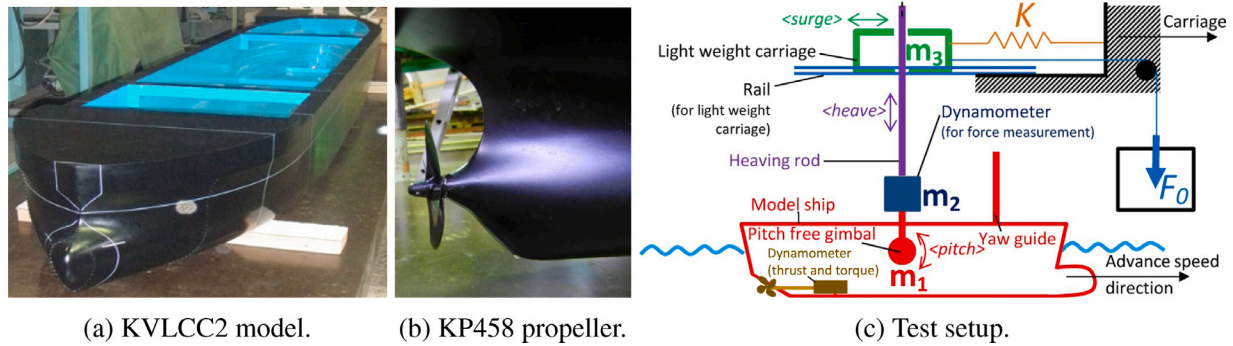 <surge>
K
Carriage
Light weight carriage
m3
Rail
(for light weight
carriage)
<heave>
Dynamometer
(for force measurement)
Heaving rod
F0
m2
Model ship
Pitch free gimbal
<pitch>
Yaw guide
Dynamometer
(thrust and torque)
m1
Advance speed
direction
(a) KVLCC2 model.
(b) KP458 propeller.
(c) Test setup.